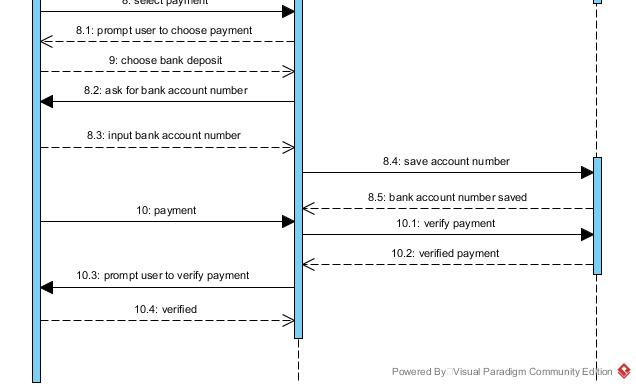 8: select payment
8.1: prompt user to choose payment
9: choose bank deposit
8.2: ask for bank account number
8.3: input bank account number
8.4: save account number
8.5: bank account number saved
10: payment
10.1: verify payment
10.2: verified payment
10.3: prompt user to verify payment
10.4: verified
Powered By Visual Paradigm Community Edition